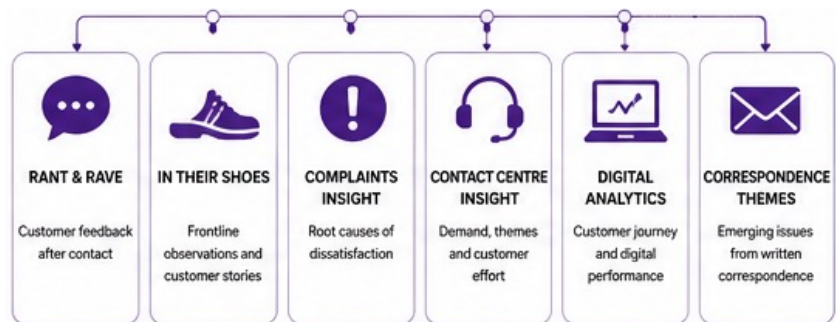 RANT & RAVE
Customer feedback
after contact
IN THEIR SHOES
Frontline
observations and
customer stories
COMPLAINTS
INSIGHT
Root causes of
dissatisfaction
CONTACT CENTRE
INSIGHT
Demand, themes
and customer
effort
DIGITAL
ANALYTICS
Customer journey
and digital
performance
CORRESPONDENCE
THEMES
Emerging issues
from written
correspondence